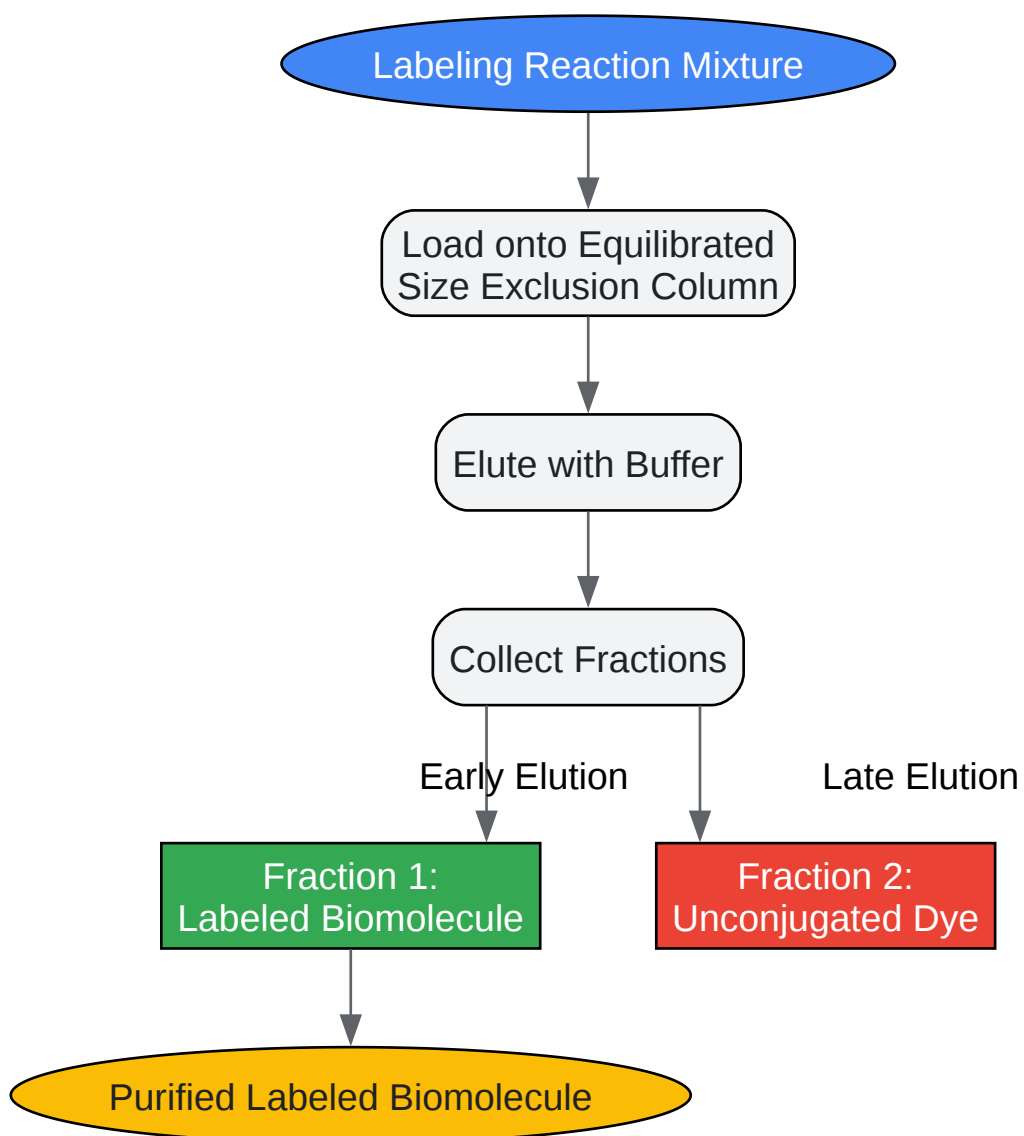 Labeling Reaction Mixture
Load onto Equilibrated
Size Exclusion Column
Elute with Buffer
Collect Fractions
Early Elution
Late Elution
Fraction 1:
Labeled Biomolecule
Fraction 2:
Unconjugated Dye
Purified Labeled Biomolecule